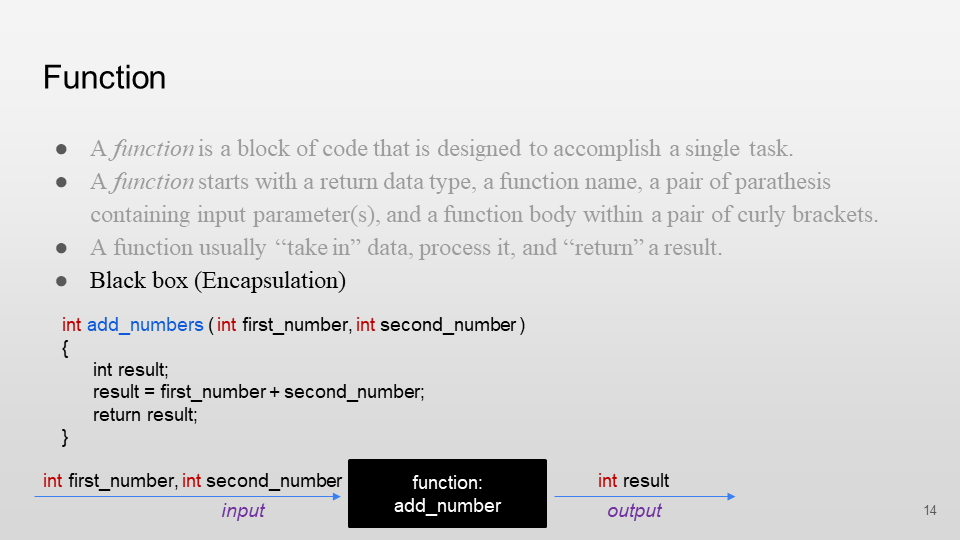 Function
● A function is a block of code that is designed to accomplish a single task.
● A function starts with a return data type, a function name, a pair of parathesis
containing input parameter(s), and a function body within a pair of curly brackets.
● A function usually “take in” data, process it, and “return” a result.
● Black box (Encapsulation)
int add_numbers (int first_number, int second_number)
{
int result;
result = first_number + second_number;
return result;
}
int first_number, int second_number
input
function:
add_number
int result
output
14